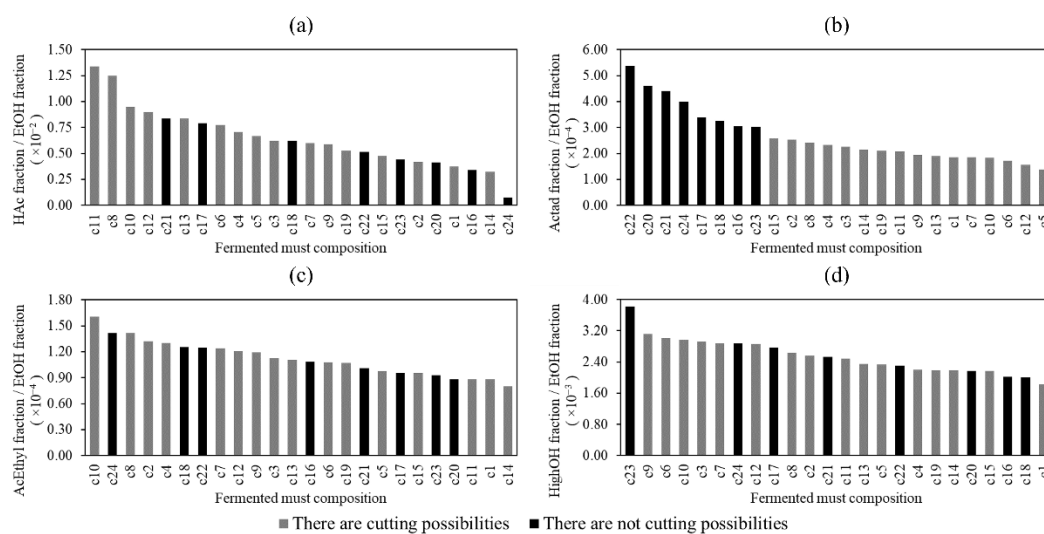 (a)
HAc fraction / EtOH fraction
( ×10⁻² )
1.50
1.25
1.00
0.75
0.50
0.25
0.00
c11 c8 c10 c12 c21 c13 c17 c6 c4 c5 c3 c18 c7 c9 c19 c22 c15 c23 c2 c20 c1 c16 c14 c24
Fermented must composition
(b)
Actad fraction / EtOH fraction
( ×10⁻⁴ )
6.00
5.00
4.00
3.00
2.00
1.00
0.00
c22 c20 c21 c24 c17 c18 c16 c23 c15 c2 c8 c4 c3 c14 c19 c11 c9 c13 c1 c7 c10 c6 c12 c5
Fermented must composition
(c)
AcEthyl fraction / EtOH fraction
( ×10⁻⁴ )
1.80
1.50
1.20
0.90
0.60
0.30
0.00
c10 c24 c8 c2 c4 c18 c22 c7 c12 c9 c3 c13 c16 c6 c19 c21 c5 c17 c15 c23 c20 c11 c1 c14
Fermented must composition
(d)
HighOH fraction / EtOH fraction
( ×10⁻³ )
4.00
3.20
2.40
1.60
0.80
0.00
c23 c9 c6 c10 c3 c7 c24 c12 c17 c8 c2 c21 c11 c13 c5 c22 c4 c19 c14 c20 c15 c16 c18 c1
Fermented must composition
There are cutting possibilities
There are not cutting possibilities